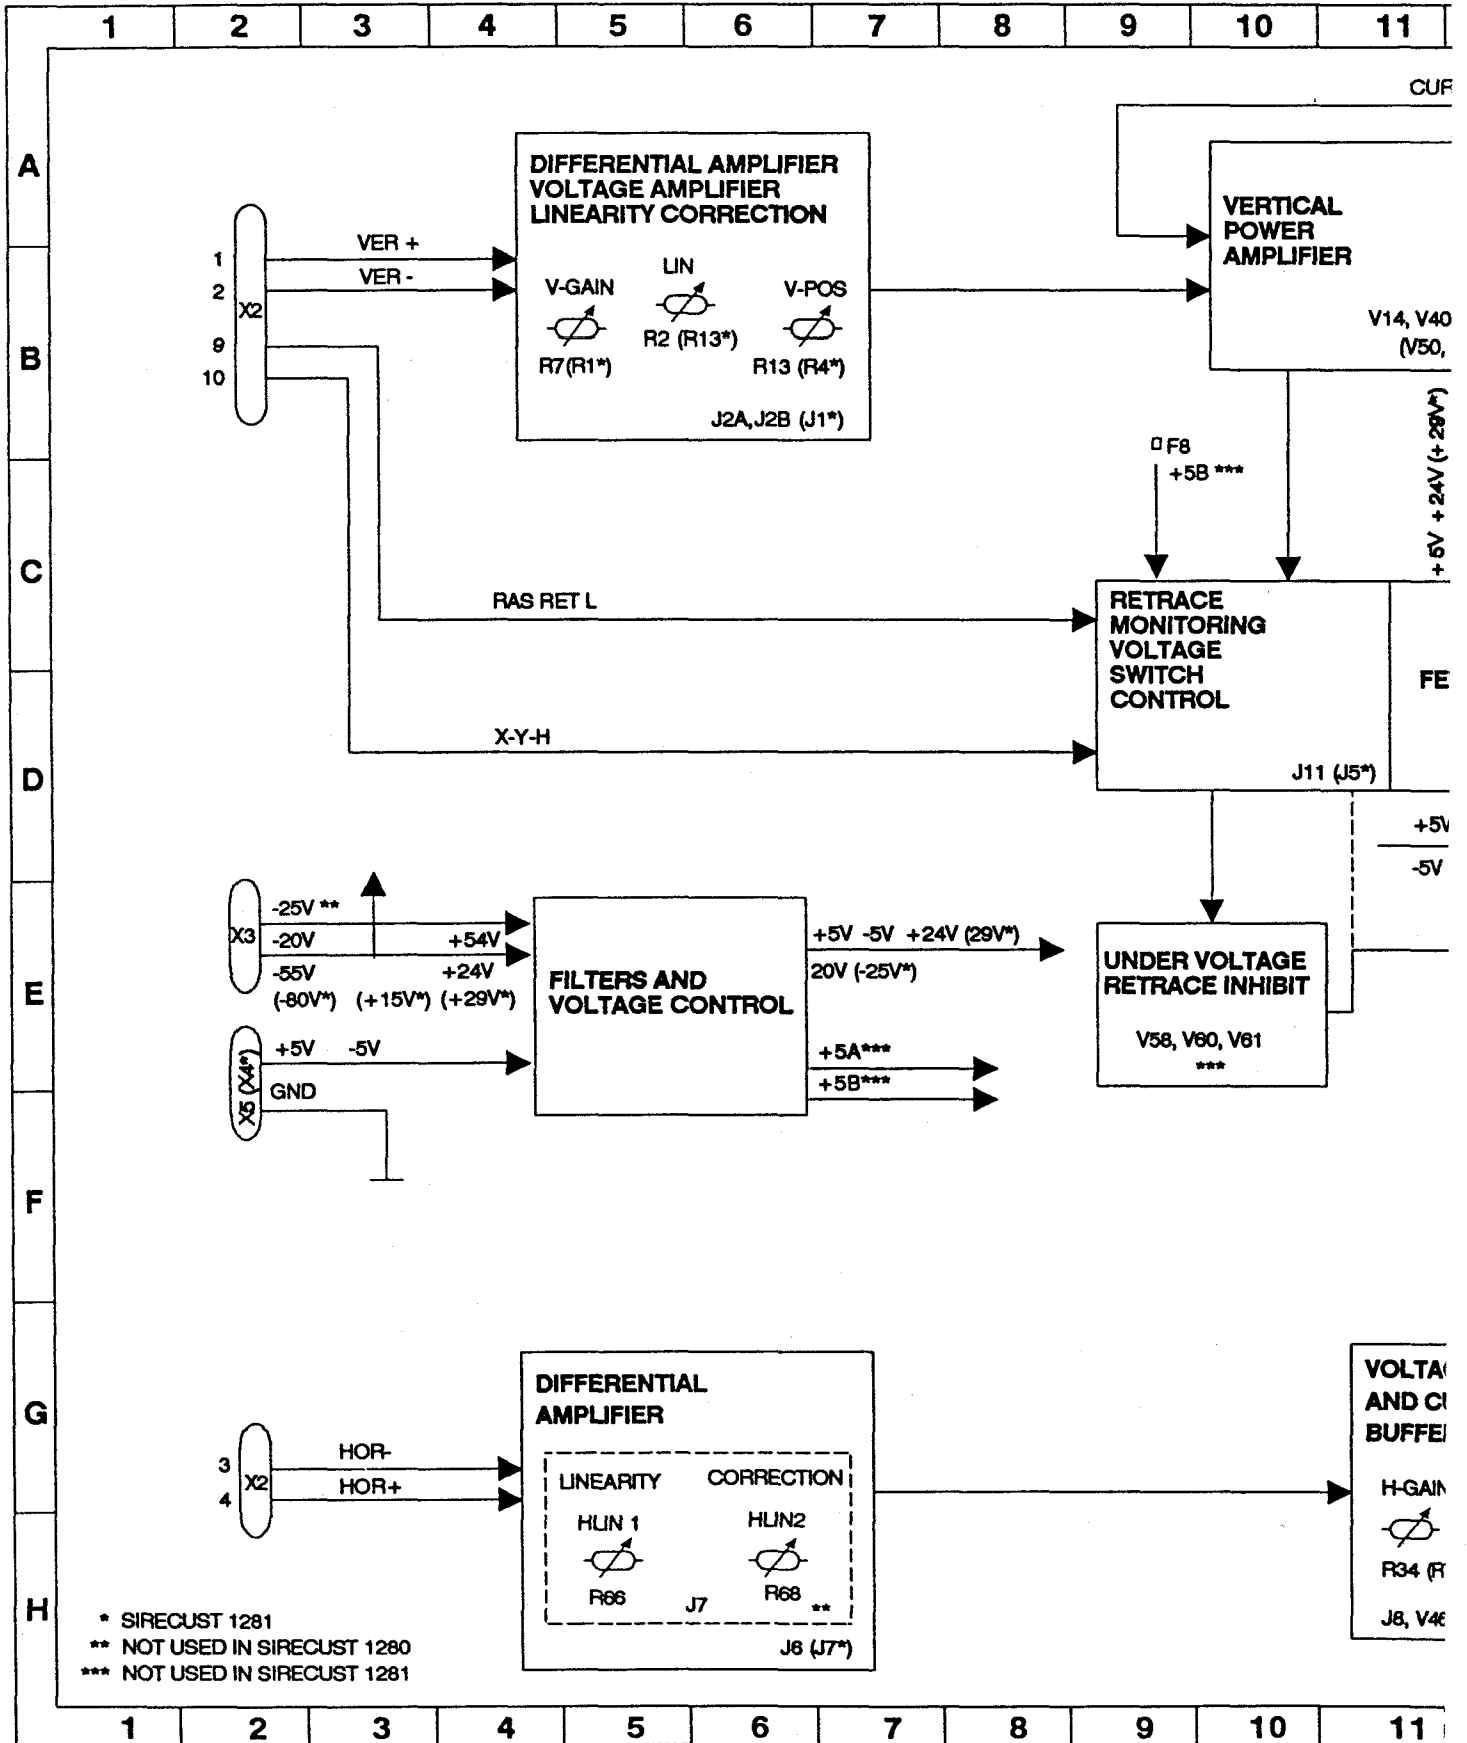 1 2 3 4 5 6 7 8 9 10 11
A
B
C
D
E
F
G
H
DIFFERENTIAL AMPLIFIER
VOLTAGE AMPLIFIER
LINEARITY CORRECTION
V-GAIN
LIN
V-POS
R7(R1*)
R2 (R13*)
R13 (R4*)
J2A,J2B (J1*)
1
2
X2
9
10
VER +
VER -
CUR
VERTICAL
POWER
AMPLIFIER
V14, V40
(V50,
F8
+5B ***
+5V +24V (+29V*)
RAS RET L
X-Y-H
RETRACE
MONITORING
VOLTAGE
SWITCH
CONTROL
J11 (J5*)
FE
+5V
-5V
X3
-25V **
-20V
+54V
-55V
+24V
(-80V*) (+15V*) (+29V*)
X5 (X4*)
+5V -5V
GND
FILTERS AND
VOLTAGE CONTROL
+5V -5V +24V (29V*)
20V (-25V*)
+5A***
+5B***
UNDER VOLTAGE
RETRACE INHIBIT
V58, V60, V61
***
3
4
X2
HOR-
HOR+
DIFFERENTIAL
AMPLIFIER
LINEARITY CORRECTION
HLIN 1
HLIN2
R66
J7
R68
**
J6 (J7*)
VOLTA
AND CU
BUFFE
H-GAIN
R34 (R
J8, V46
* SIRECUST 1281
** NOT USED IN SIRECUST 1280
*** NOT USED IN SIRECUST 1281
1 2 3 4 5 6 7 8 9 10 11